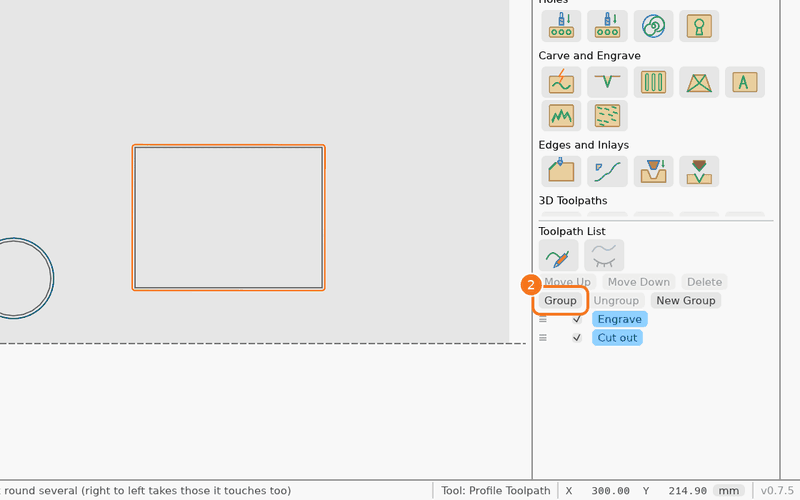 Holes
Carve and Engrave
A
Edges and Inlays
3D Toolpaths
Toolpath List
Move Up Move Down Delete
2
Group Ungroup New Group
Engrave
Cut out
round several (right to left takes those it touches too) Tool: Profile Toolpath X 300.00 Y 214.90 mm v0.7.5